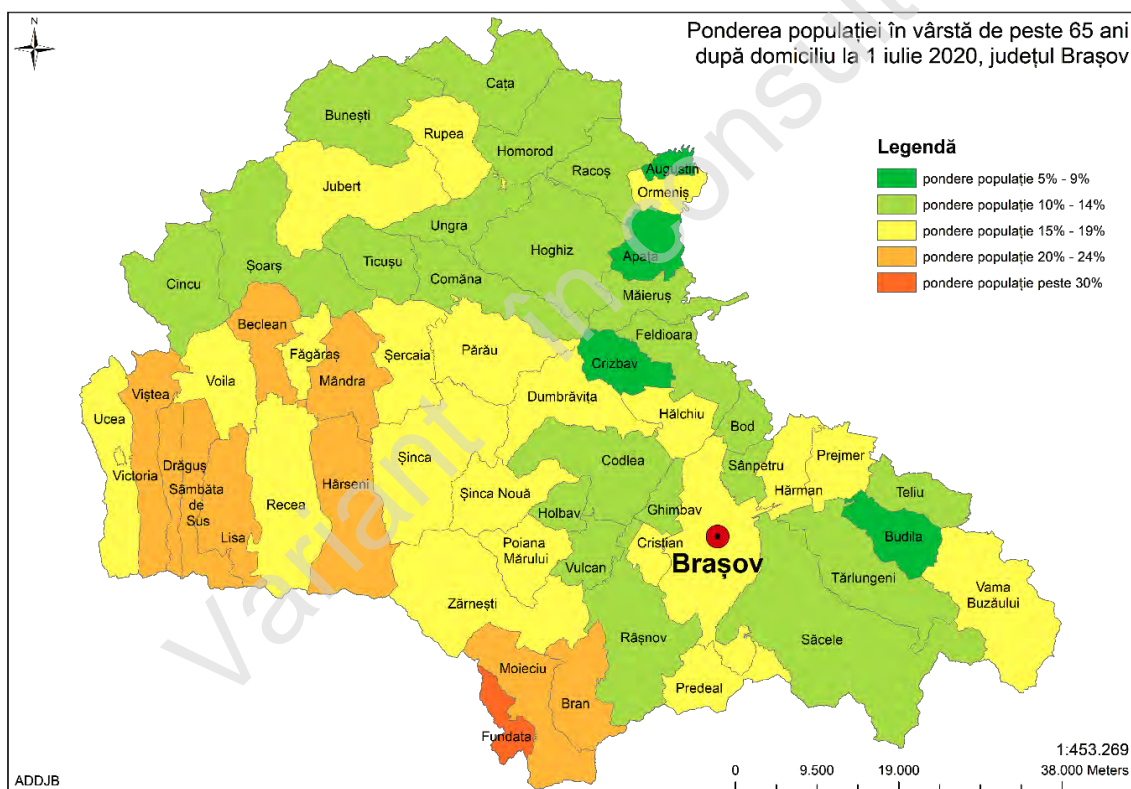 N
Ponderea populației în vârstă de peste 65 ani
după domiciliu la 1 iulie 2020, județul Brașov
Legendă
pondere populație 5% - 9%
pondere populație 10% - 14%
pondere populație 15% - 19%
pondere populație 20% - 24%
pondere populație peste 30%
Cața
Bunești
Rupea
Homorod
Racoș
Augustin
Ormeniș
Jubert
Ungra
Hoghiz
Apața
Ticușu
Șoarș
Comăna
Cincu
Măieruș
Feldioara
Beclean
Făgăraș
Mândra
Șercaia
Părău
Crizbav
Voila
Viștea
Dumbrăvița
Hălchiu
Ucea
Bod
Codlea
Sânpetru
Prejmer
Șinca
Drăguș
Victoria
Sâmbăta
de
Sus
Hârseni
Șinca Nouă
Hărman
Teliu
Recea
Holbav
Ghimbav
Lisa
Poiana
Mărului
Cristian
Budila
Brașov
Vulcan
Tărlungeni
Vama
Buzăului
Zărnești
Râșnov
Săcele
Moieciu
Predeal
Bran
Fundata
1:453.269
0 9.500 19.000 38.000 Meters
ADDJB
Variant în consult